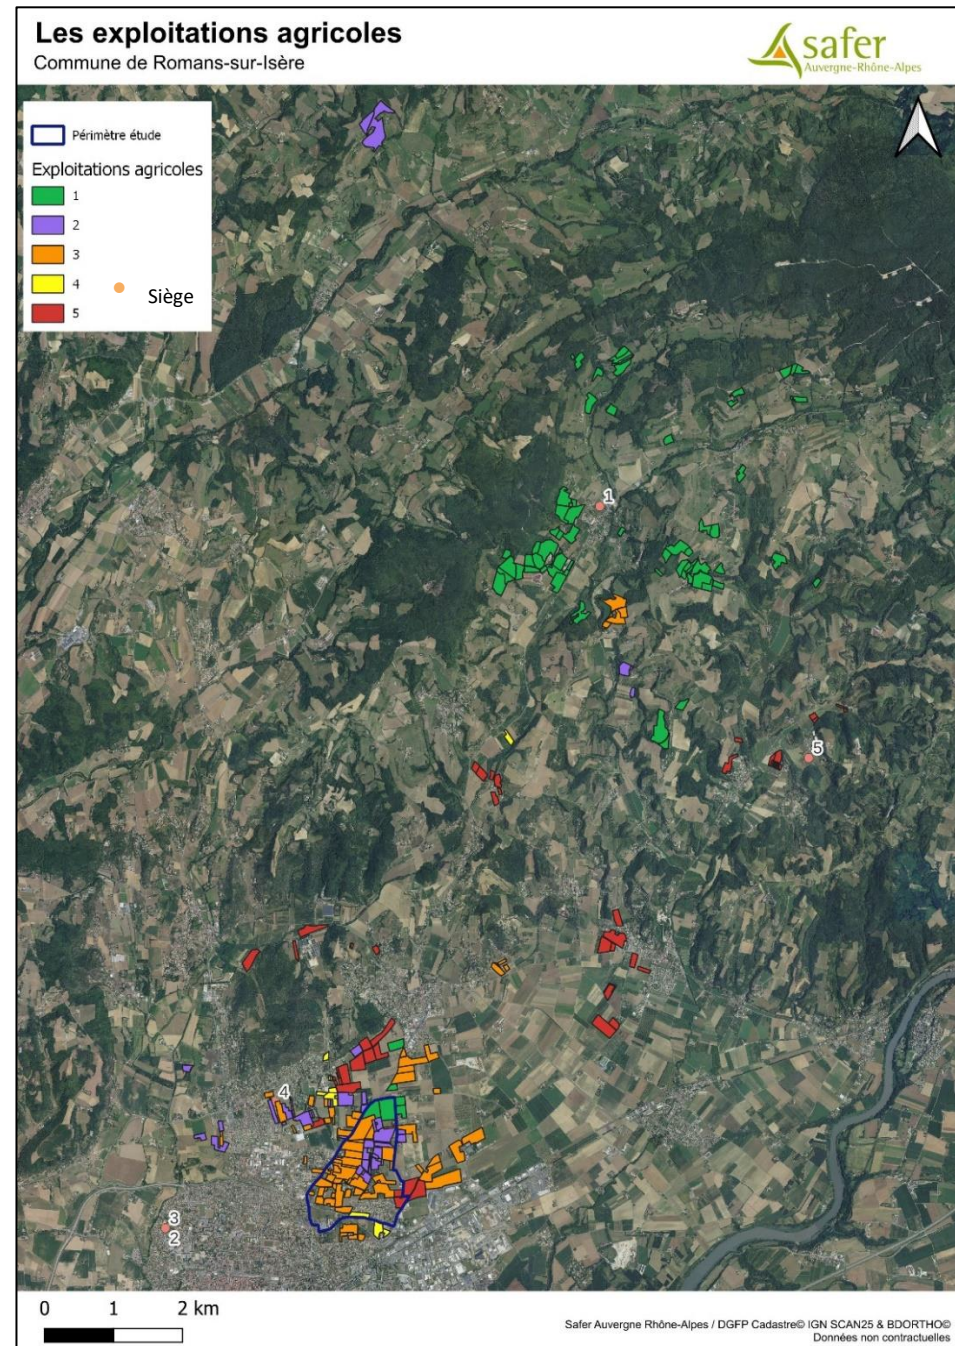 Les exploitations agricoles
Commune de Romans-sur-Isère
safer
Auvergne-Rhône-Alpes
Périmètre étude
Exploitations agricoles
1
2
3
4
5
Siège
1
5
4
3
2
0 1 2 km
Safer Auvergne Rhône-Alpes / DGFP Cadastre© IGN SCAN25 & BDORTHO©
Données non contractuelles